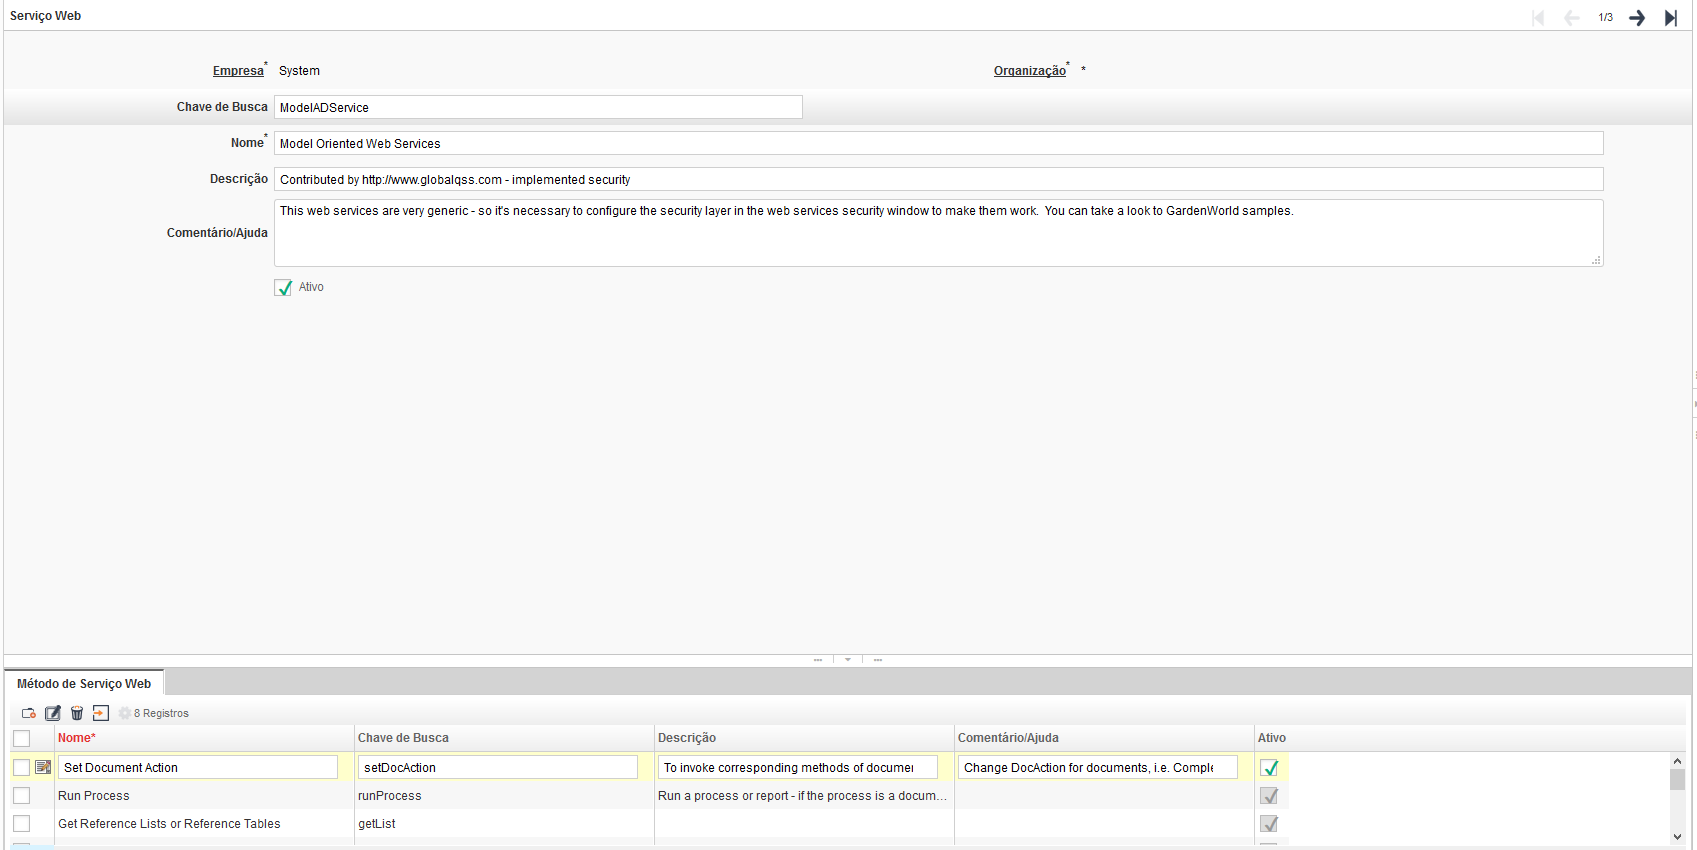 Serviço Web
1/3
Empresa* System Organização* *
Chave de Busca ModelADService
Nome* Model Oriented Web Services
Descrição Contributed by http://www.globalqss.com - implemented security
Comentário/Ajuda This web services are very generic - so it's necessary to configure the security layer in the web services security window to make them work.  You can take a look to GardenWorld samples.
Ativo
Método de Serviço Web
8 Registros
Nome* Chave de Busca Descrição Comentário/Ajuda Ativo
Set Document Action setDocAction To invoke corresponding methods of documen Change DocAction for documents, i.e. Comple
Run Process runProcess Run a process or report - if the process is a docum...
Get Reference Lists or Reference Tables getList